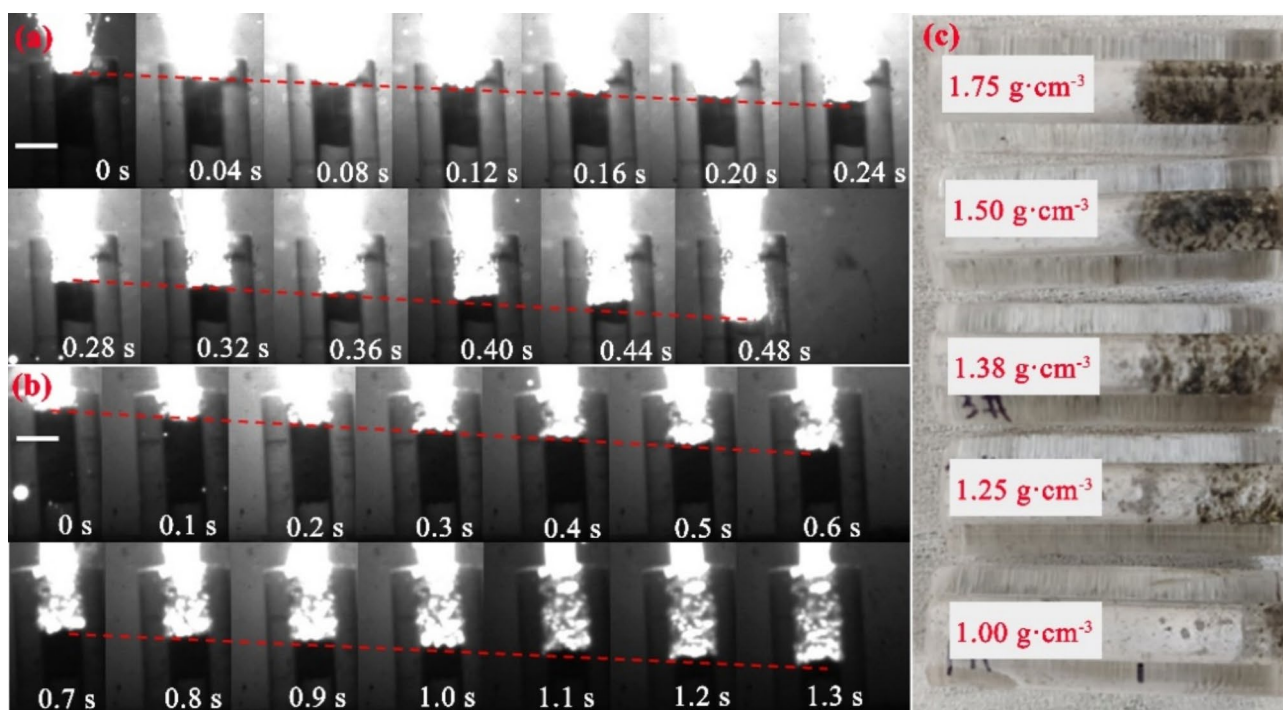 (a)
0 s 0.04 s 0.08 s 0.12 s 0.16 s 0.20 s 0.24 s
0.28 s 0.32 s 0.36 s 0.40 s 0.44 s 0.48 s
(b)
0 s 0.1 s 0.2 s 0.3 s 0.4 s 0.5 s 0.6 s
0.7 s 0.8 s 0.9 s 1.0 s 1.1 s 1.2 s 1.3 s
(c)
1.75 g·cm⁻³
1.50 g·cm⁻³
1.38 g·cm⁻³
1.25 g·cm⁻³
1.00 g·cm⁻³